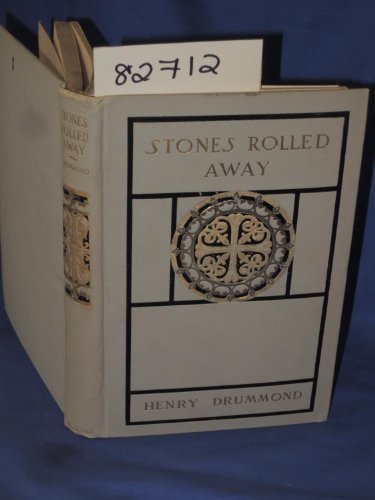 82712
STONES ROLLED
AWAY
HENRY DRUMMOND
STONES
ROLLED
AWAY
DRUMMOND